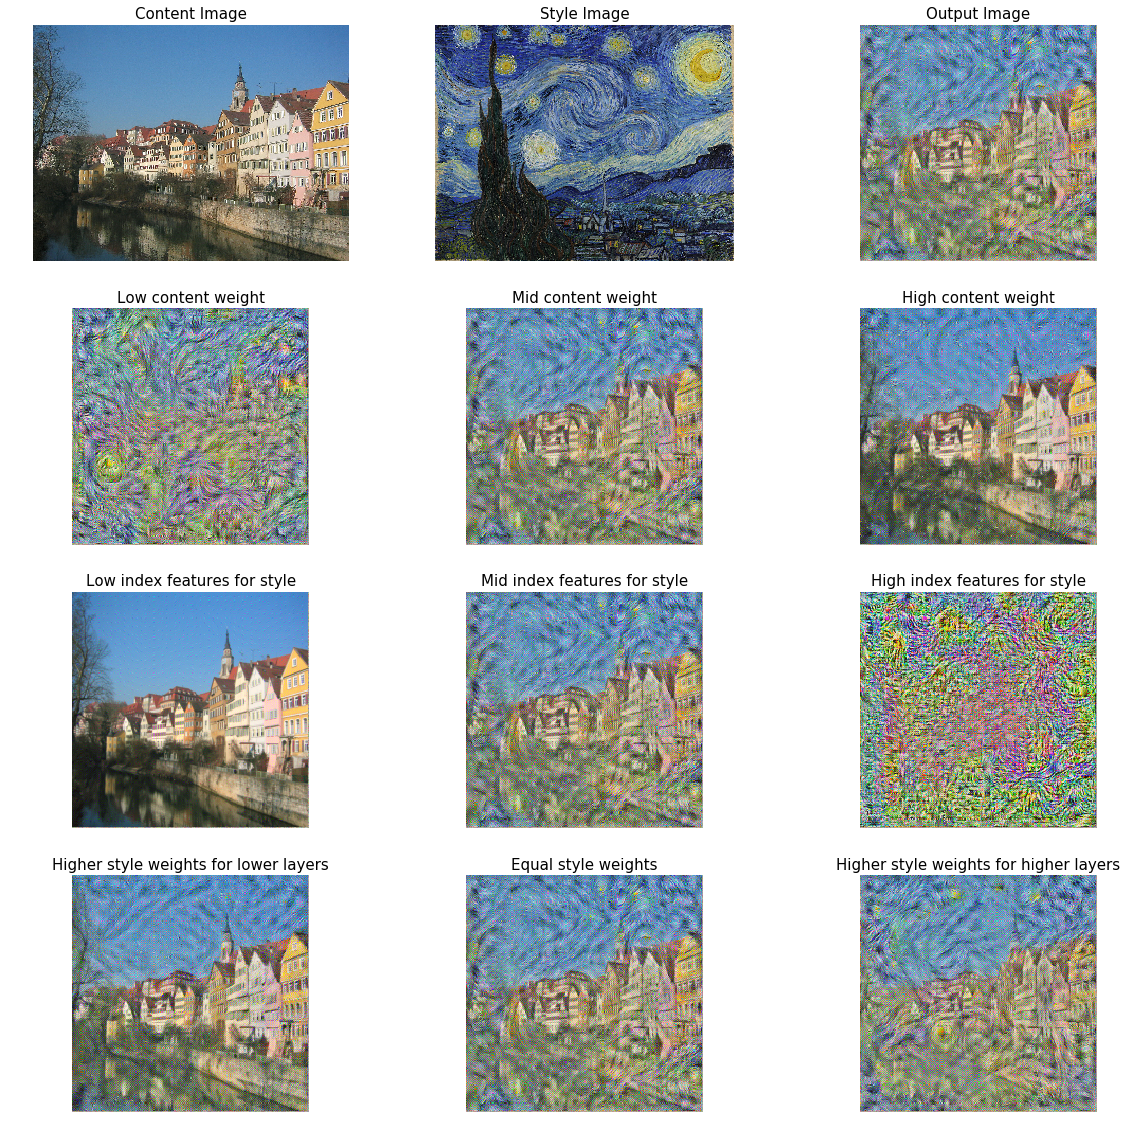 Content Image
Style Image
Output Image
Low content weight
Mid content weight
High content weight
Low index features for style
Mid index features for style
High index features for style
Higher style weights for lower layers
Equal style weights
Higher style weights for higher layers